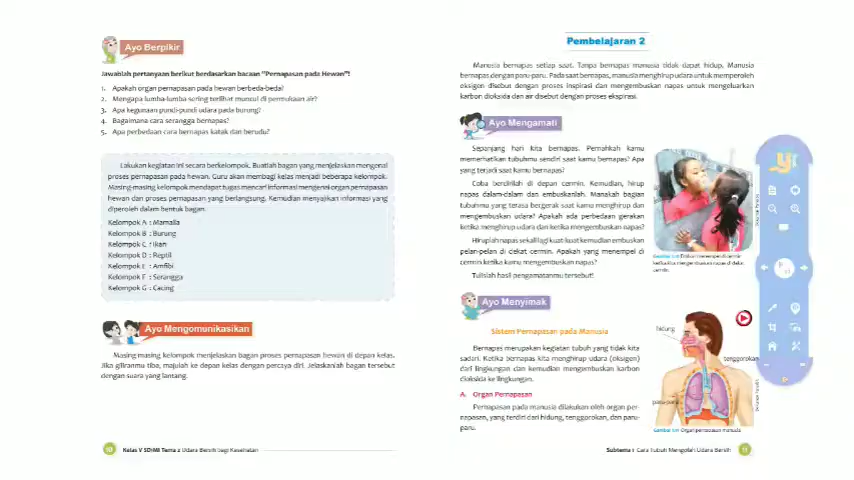 Ayo Berpikir
Jawablah pertanyaan berikut berdasarkan bacaan "Pernapasan pada Hewan"!
1. Apakah organ pernapasan pada hewan berbeda-beda?
2. Mengapa lumba-lumba sering terlihat muncul di permukaan air?
3. Apa kegunaan pundi-pundi udara pada burung?
4. Bagaimana cara serangga bernapas?
5. Apa perbedaan cara bernapas katak dan berudu?
Lakukan kegiatan ini secara berkelompok. Buatlah bagan yang menjelaskan mengenai
proses pernapasan pada hewan. Guru akan membagi kelas menjadi beberapa kelompok.
Masing-masing kelompok mendapat tugas mencari informasi mengenai organ pernapasan
hewan dan proses pernapasan yang berlangsung. Kemudian menyajikan informasi yang
diperoleh dalam bentuk bagan.
Kelompok A : Mamalia
Kelompok B : Burung
Kelompok C : Ikan
Kelompok D : Reptil
Kelompok E : Amfibi
Kelompok F : Serangga
Kelompok G : Cacing
Ayo Mengomunikasikan
Masing-masing kelompok menjelaskan bagan proses pernapasan hewan di depan kelas.
Jika giliranmu tiba, majulah ke depan kelas dengan percaya diri. Jelaskanlah bagan tersebut
dengan suara yang lantang.
10 Kelas V SD/MI Tema 2 Udara Bersih bagi Kesehatan
Pembelajaran 2
Manusia bernapas setiap saat. Tanpa bernapas manusia tidak dapat hidup. Manusia
bernapas dengan paru-paru. Pada saat bernapas, manusia menghirup udara untuk memperoleh
oksigen disebut dengan proses inspirasi dan mengembuskan napas untuk mengeluarkan
karbon dioksida dan air disebut dengan proses ekspirasi.
Ayo Mengamati
Sepanjang hari kita bernapas. Pernahkah kamu
memerhatikan tubuhmu sendiri saat kamu bernapas? Apa
yang terjadi saat kamu bernapas?
Coba berdirilah di depan cermin. Kemudian, hirup
napas dalam-dalam dan embuskanlah. Manakah bagian
tubuhmu yang terasa bergerak saat kamu menghirup dan
mengembuskan udara? Apakah ada perbedaan gerakan
ketika menghirup udara dan ketika mengembuskan napas?
Hiruplah napas sekali lagi kuat-kuat kemudian embuskan
pelan-pelan di dekat cermin. Apakah yang menempel di
cermin ketika kamu mengembuskan napas?
Tulislah hasil pengamatanmu tersebut!
Ayo Menyimak
Sistem Pernapasan pada Manusia
Bernapas merupakan kegiatan tubuh yang tidak kita
sadari. Ketika bernapas kita menghirup udara (oksigen)
dari lingkungan dan kemudian mengembuskan karbon
dioksida ke lingkungan.
A. Organ Pernapasan
Pernapasan pada manusia dilakukan oleh organ per-
napasan, yang terdiri dari hidung, tenggorokan, dan paru-
paru.
hidung
tenggorokan
paru-paru
Organ pernapasan manusia
Subtema 1 Cara Tubuh Mengolah Udara Bersih 11